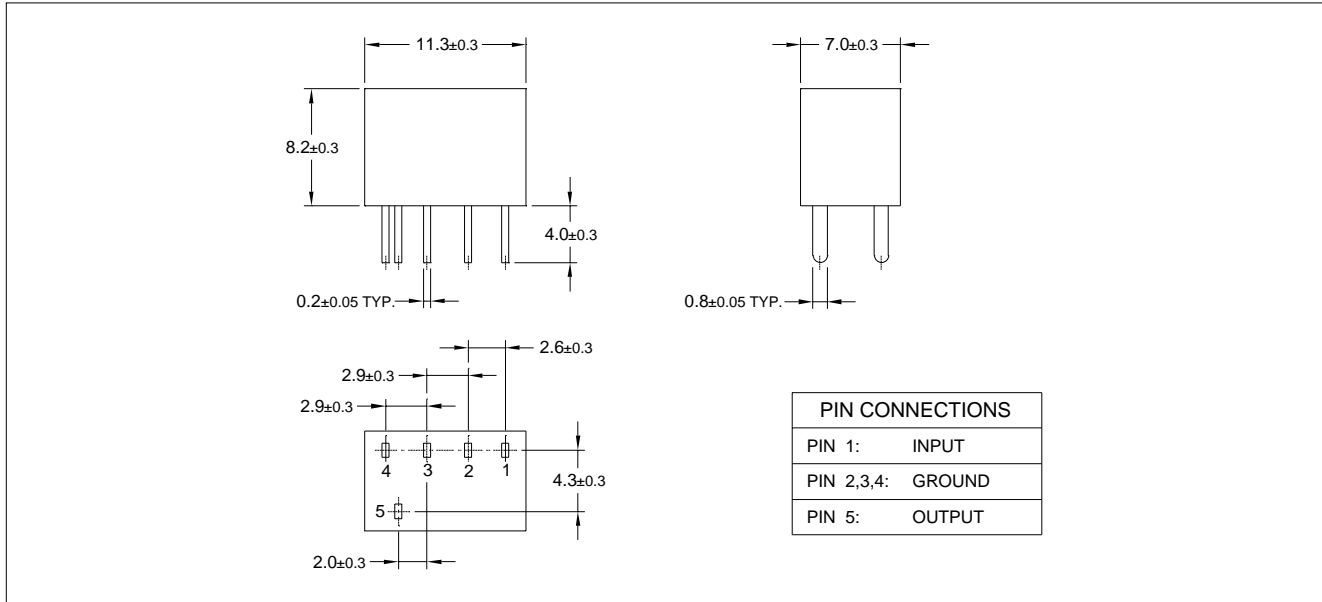 11.3±0.3
7.0±0.3
8.2±0.3
4.0±0.3
0.2±0.05 TYP.
0.8±0.05 TYP.
2.6±0.3
2.9±0.3
2.9±0.3
4 3 2 1
4.3±0.3
5
2.0±0.3
PIN CONNECTIONS
PIN 1: INPUT
PIN 2,3,4: GROUND
PIN 5: OUTPUT